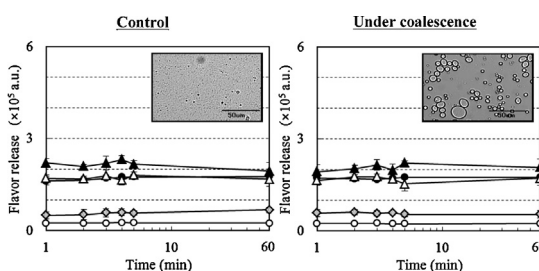 Control
Flavor release (×10⁵ a.u.)
6
3
0
50um
1
10
60
Time (min)
Under coalescence
Flavor release (×10⁵ a.u.)
6
3
0
50um
1
10
60
Time (min)